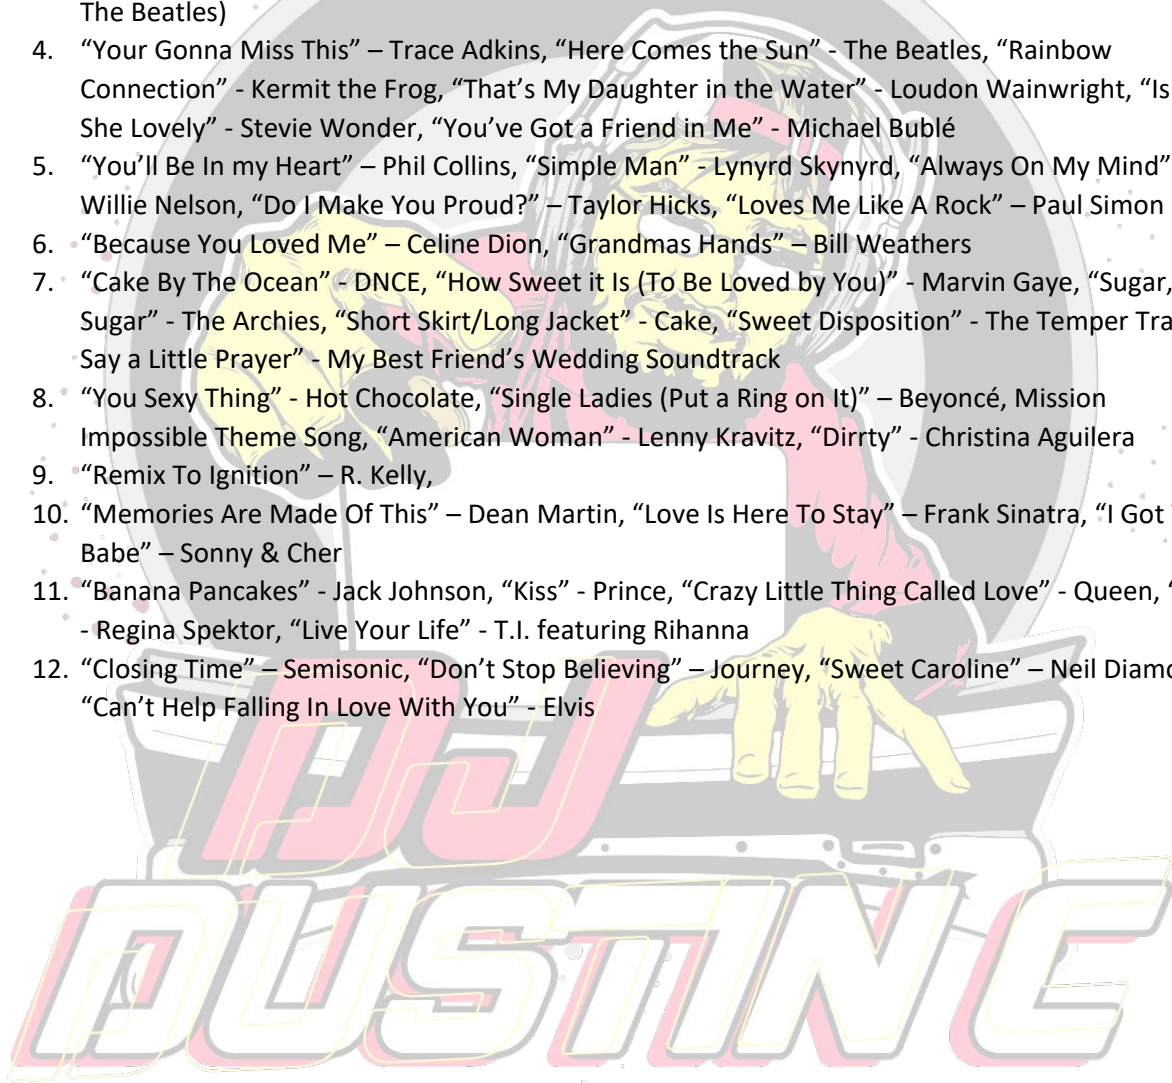 The Beatles)
4. “Your Gonna Miss This” – Trace Adkins, “Here Comes the Sun” - The Beatles, “Rainbow
Connection” - Kermit the Frog, “That’s My Daughter in the Water” - Loudon Wainwright, “Is
She Lovely” - Stevie Wonder, “You’ve Got a Friend in Me” - Michael Bublé
5. “You’ll Be In my Heart” – Phil Collins, “Simple Man” - Lynyrd Skynyrd, “Always On My Mind”
Willie Nelson, “Do I Make You Proud?” – Taylor Hicks, “Loves Me Like A Rock” – Paul Simon
6. “Because You Loved Me” – Celine Dion, “Grandmas Hands” – Bill Weathers
7. “Cake By The Ocean” - DNCE, “How Sweet it Is (To Be Loved by You)” - Marvin Gaye, “Sugar,
Sugar” - The Archies, “Short Skirt/Long Jacket” - Cake, “Sweet Disposition” - The Temper
Say a Little Prayer” - My Best Friend’s Wedding Soundtrack
8. “You Sexy Thing” - Hot Chocolate, “Single Ladies (Put a Ring on It)” – Beyoncé, Mission
Impossible Theme Song, “American Woman” - Lenny Kravitz, “Dirrty” - Christina Aguilera
9. “Remix To Ignition” – R. Kelly,
10. “Memories Are Made Of This” – Dean Martin, “Love Is Here To Stay” – Frank Sinatra, “I Got
Babe” – Sonny & Cher
11. “Banana Pancakes” - Jack Johnson, “Kiss” - Prince, “Crazy Little Thing Called Love” - Queen, “
- Regina Spektor, “Live Your Life” - T.I. featuring Rihanna
12. “Closing Time” – Semisonic, “Don’t Stop Believing” – Journey, “Sweet Caroline” – Neil
“Can’t Help Falling In Love With You” - Elvis
DJ
DUSTIN C